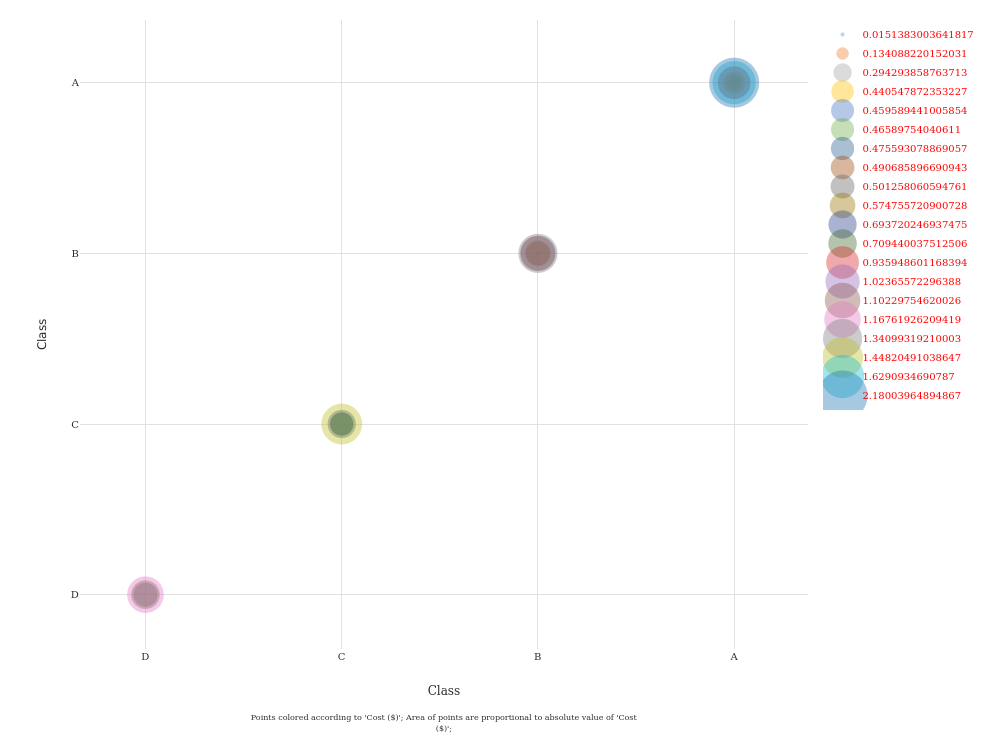 A
B
C
D
Class
D
C
B
A
Class
Points colored according to 'Cost ($)'; Area of points are proportional to absolute value of 'Cost
($)';
0.0151383003641817
0.134088220152031
0.294293858763713
0.440547872353227
0.459589441005854
0.46589754040611
0.475593078869057
0.490685896690943
0.501258060594761
0.574755720900728
0.693720246937475
0.709440037512506
0.935948601168394
1.02365572296388
1.10229754620026
1.16761926209419
1.34099319210003
1.44820491038647
1.6290934690787
2.18003964894867